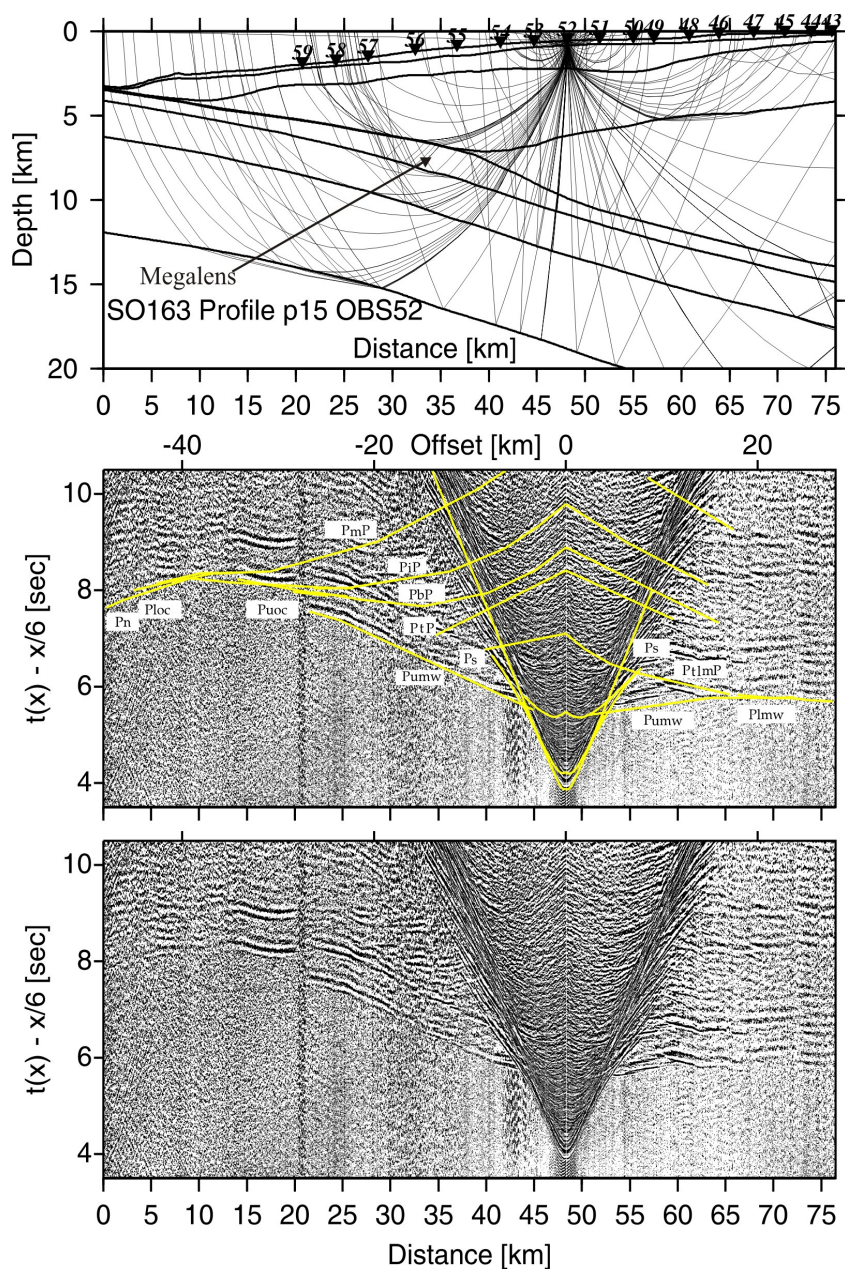 59 58 57 56 55 54 53 52 51 50 49 48 46 47 45 44 43
0
5
10
15
20
Depth [km]
Megalens
SO163 Profile p15 OBS52
Distance [km]
0 5 10 15 20 25 30 35 40 45 50 55 60 65 70 75
-40 -20 Offset [km] 0 20
10
8
6
4
t(x) - x/6 [sec]
PmP
PiP
Pn
Ploc
Puoc
PbP
PtP
Ps
Ps
Pt1mP
Pumw
Pumw
Plmw
10
8
6
4
t(x) - x/6 [sec]
0 5 10 15 20 25 30 35 40 45 50 55 60 65 70 75
Distance [km]